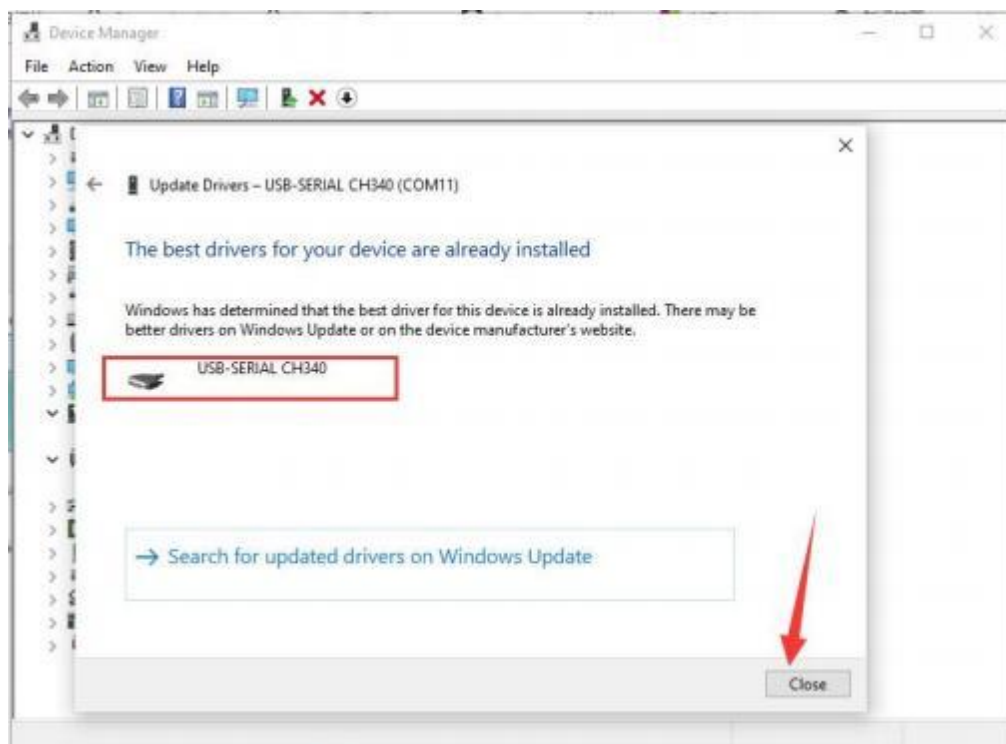 Device Manager
File Action View Help
Update Drivers – USB-SERIAL CH340 (COM11)
The best drivers for your device are already installed
Windows has determined that the best driver for this device is already installed. There may be
better drivers on Windows Update or on the device manufacturer's website.
USB-SERIAL CH340
Search for updated drivers on Windows Update
Close